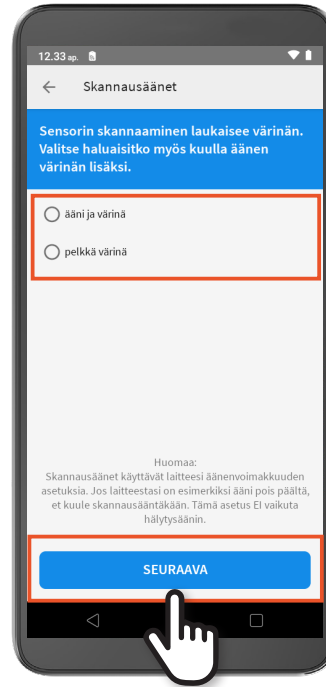 12.33 ap.
Skannausäänet
Sensorin skannaaminen laukaisee värinän.
Valitse haluaisitko myös kuulla äänen
värinän lisäksi.
ääni ja värinä
pelkkä värinä
Huomaa:
Skannausäänet käyttävät laitteesi äänenvoimakkuuden
asetuksia. Jos laitteestasi on esimerkiksi ääni pois päältä,
et kuule skannausääntäkään. Tämä asetus EI vaikuta
hälytysääniin.
SEURAAVA